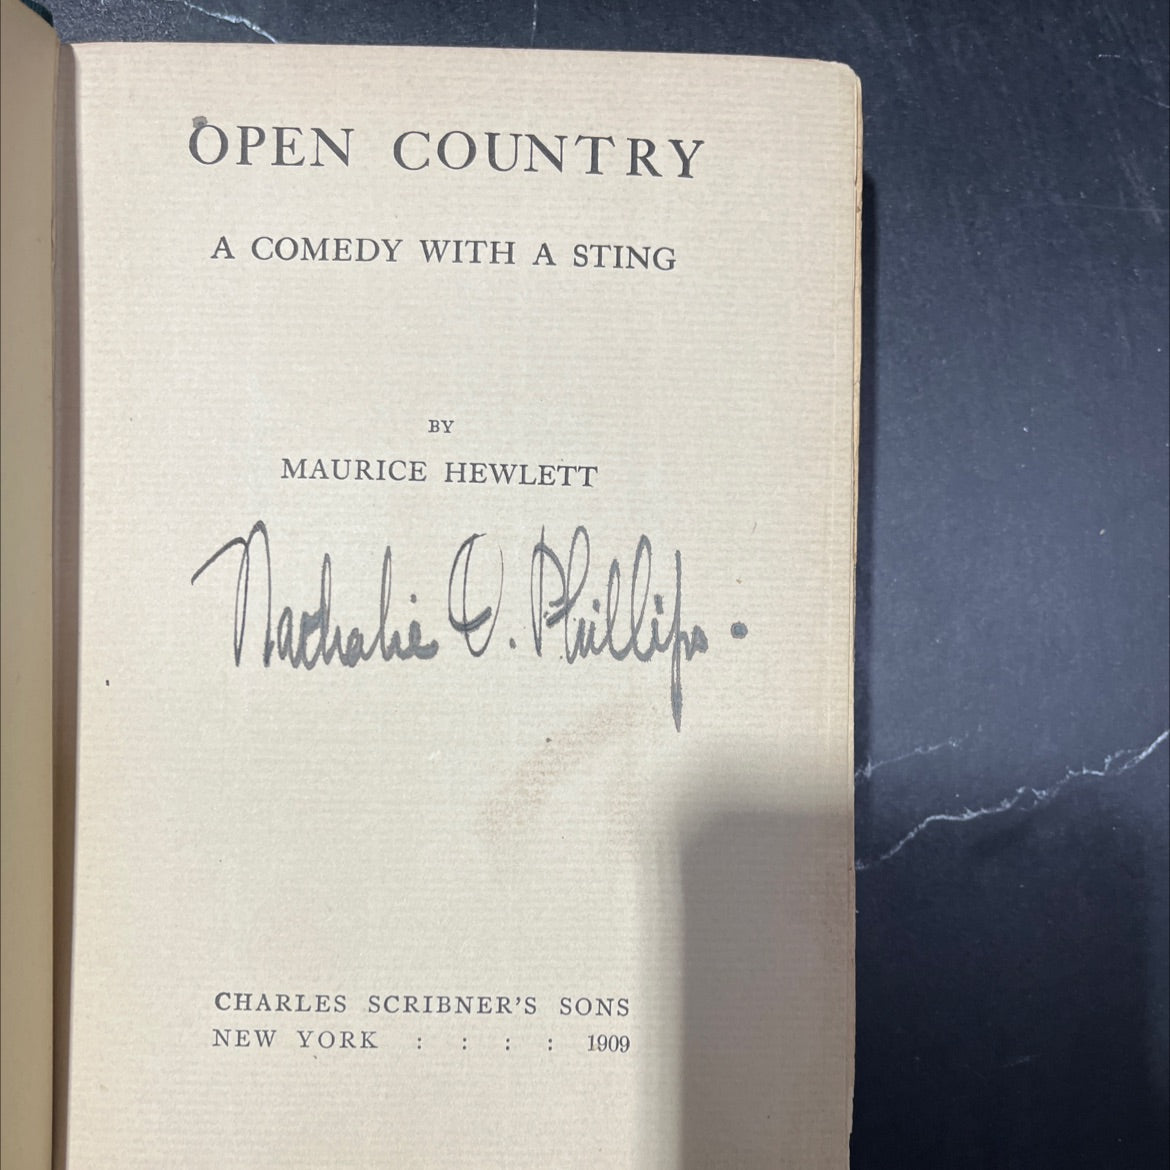 OPEN COUNTRY
A COMEDY WITH A STING
BY
MAURICE HEWLETT
Nathalie O. Phillips.
CHARLES SCRIBNER'S SONS
NEW YORK : : : : 1909